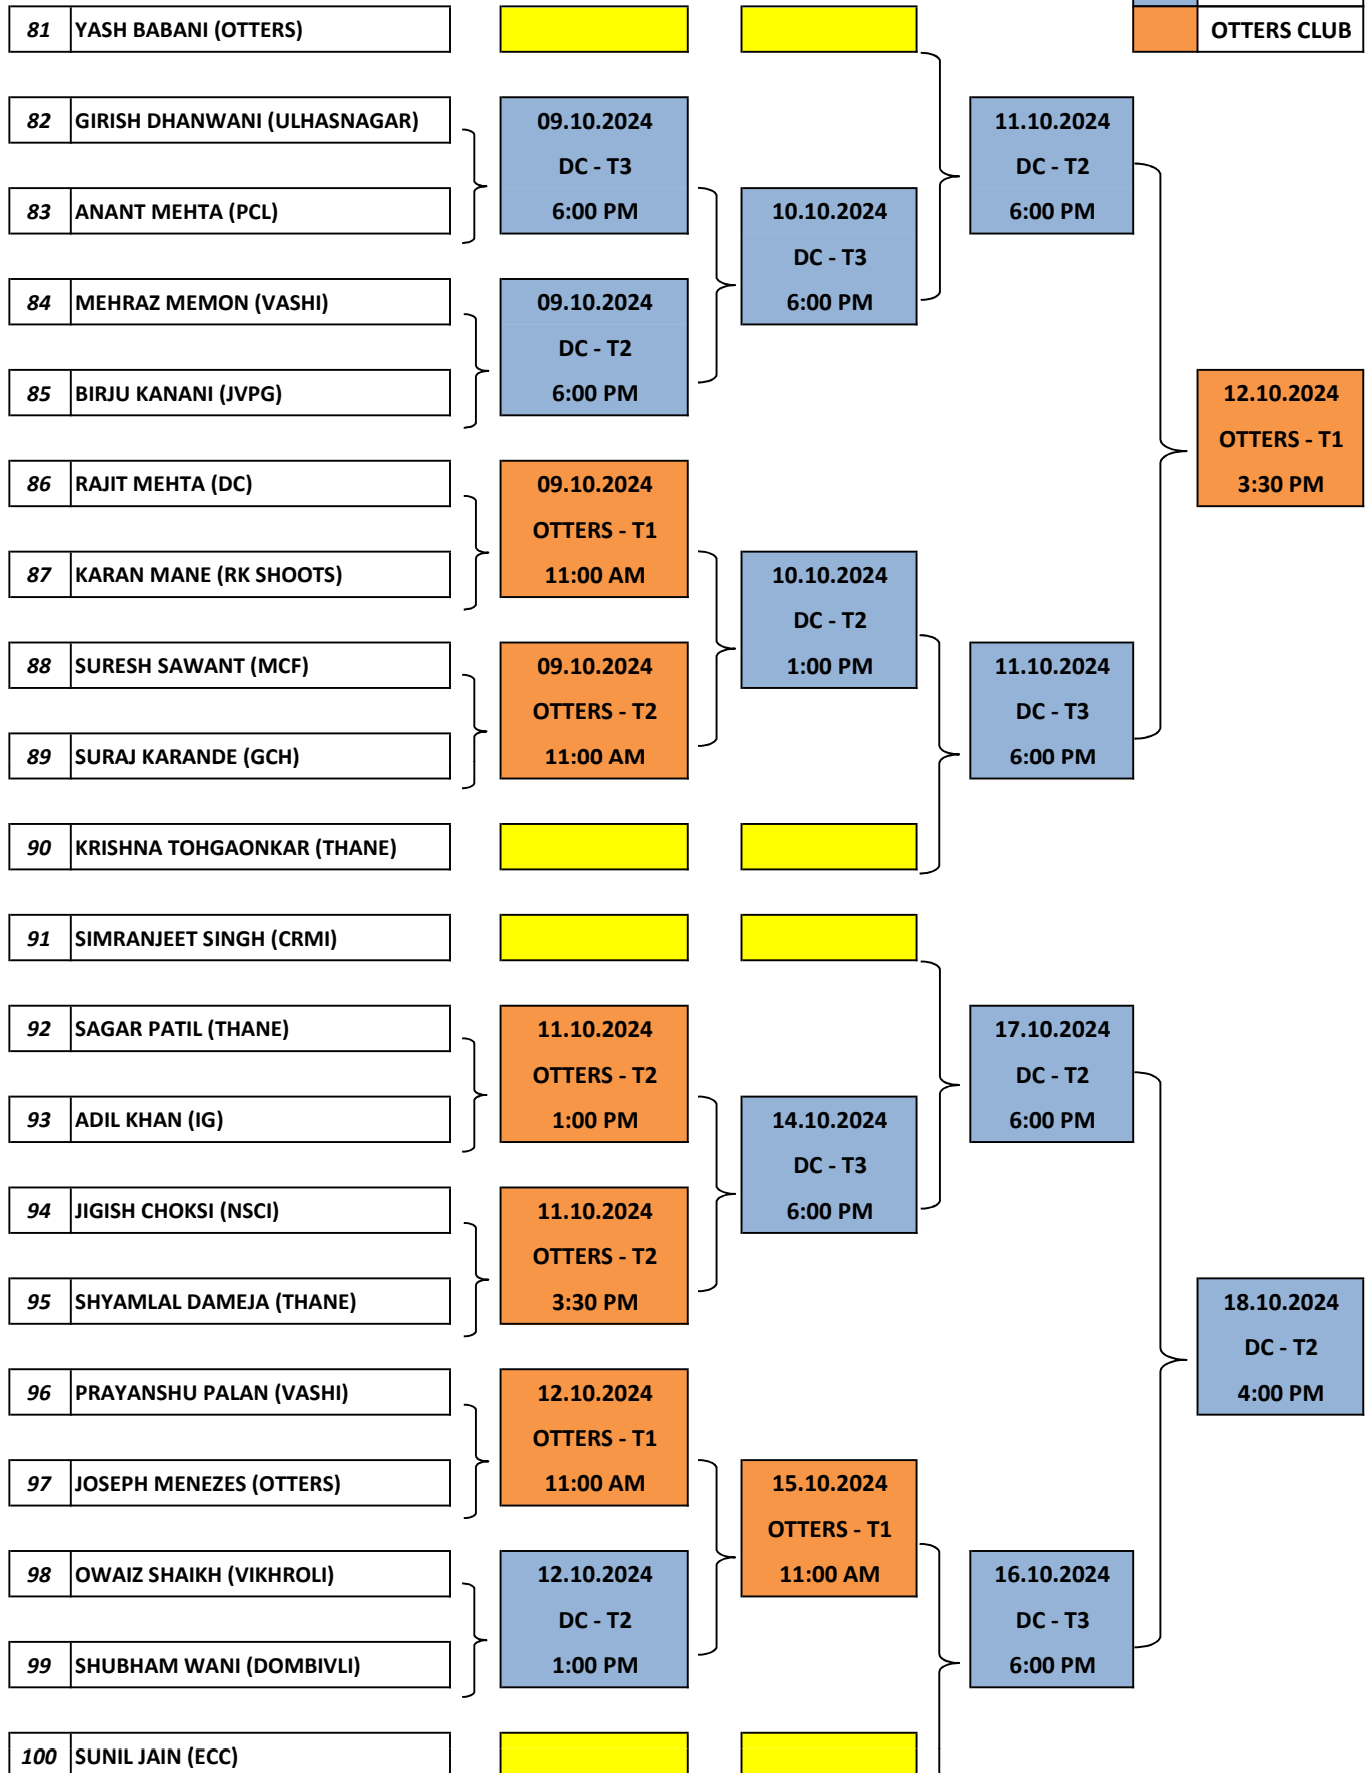 81 YASH BABANI (OTTERS)
OTTERS CLUB
82 GIRISH DHANWANI (ULHASNAGAR) 09.10.2024 11.10.2024
DC - T3 DC - T2
83 ANANT MEHTA (PCL) 6:00 PM 10.10.2024 6:00 PM
DC - T3
84 MEHRAZ MEMON (VASHI) 09.10.2024 6:00 PM
DC - T2
85 BIRJU KANANI (JVPG) 6:00 PM 12.10.2024
OTTERS - T1
86 RAJIT MEHTA (DC) 09.10.2024 3:30 PM
OTTERS - T1
87 KARAN MANE (RK SHOOTS) 11:00 AM 10.10.2024
DC - T2
88 SURESH SAWANT (MCF) 09.10.2024 1:00 PM 11.10.2024
OTTERS - T2 DC - T3
89 SURAJ KARANDE (GCH) 11:00 AM 6:00 PM
90 KRISHNA TOHGAONKAR (THANE)
91 SIMRANJEET SINGH (CRMI)
92 SAGAR PATIL (THANE) 11.10.2024 17.10.2024
OTTERS - T2 DC - T2
93 ADIL KHAN (IG) 1:00 PM 14.10.2024 6:00 PM
DC - T3
94 JIGISH CHOKSI (NSCI) 11.10.2024 6:00 PM
OTTERS - T2
95 SHYAMLAL DAMEJA (THANE) 3:30 PM 18.10.2024
DC - T2
96 PRAYANSHU PALAN (VASHI) 12.10.2024 4:00 PM
OTTERS - T1
97 JOSEPH MENEZES (OTTERS) 11:00 AM 15.10.2024
OTTERS - T1
98 OWAIZ SHAIKH (VIKHROLI) 12.10.2024 11:00 AM 16.10.2024
DC - T2 DC - T3
99 SHUBHAM WANI (DOMBIVLI) 1:00 PM 6:00 PM
100 SUNIL JAIN (ECC)